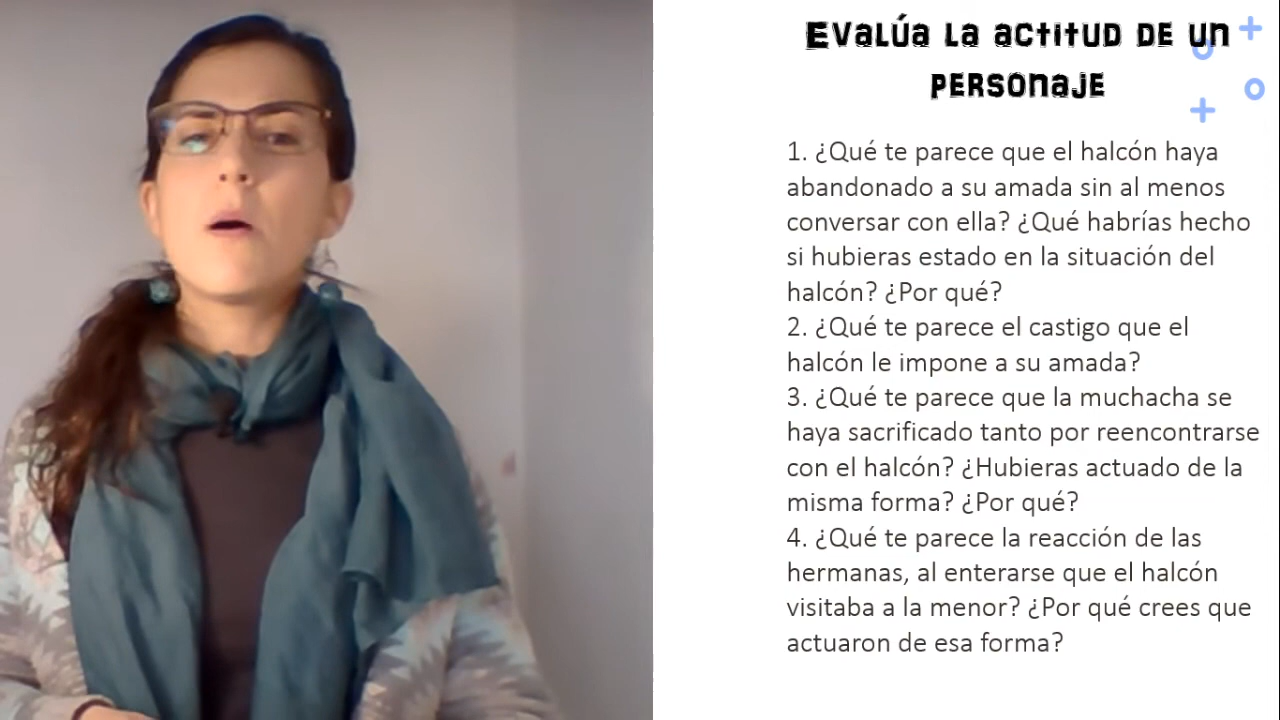 Evalúa la actitud de un
personaje
1. ¿Qué te parece que el halcón haya
abandonado a su amada sin al menos
conversar con ella? ¿Qué habrías hecho
si hubieras estado en la situación del
halcón? ¿Por qué?
2. ¿Qué te parece el castigo que el
halcón le impone a su amada?
3. ¿Qué te parece que la muchacha se
haya sacrificado tanto por reencontrarse
con el halcón? ¿Hubieras actuado de la
misma forma? ¿Por qué?
4. ¿Qué te parece la reacción de las
hermanas, al enterarse que el halcón
visitaba a la menor? ¿Por qué crees que
actuaron de esa forma?